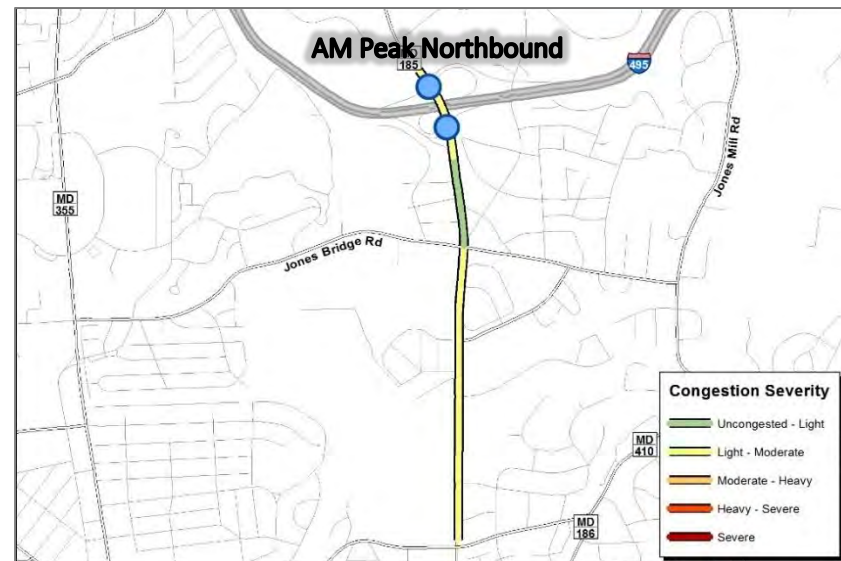 AM Peak Northbound
MD
185
495
Jones Mill Rd
MD
355
Jones Bridge Rd
MD
410
MD
186
Congestion Severity
Uncongested - Light
Light - Moderate
Moderate - Heavy
Heavy - Severe
Severe